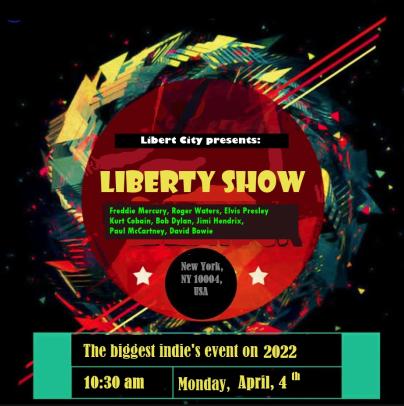 Libert City presents:
LIBERTY SHOW
Freddie Mercury, Roger Waters, Elvis Presley
Kurt Cobain, Bob Dylan, Jimi Hendrix,
Paul McCartney, David Bowie
New York,
NY 10004,
USA
The biggest indie's event on 2022
10:30 am
Monday, April, 4 th